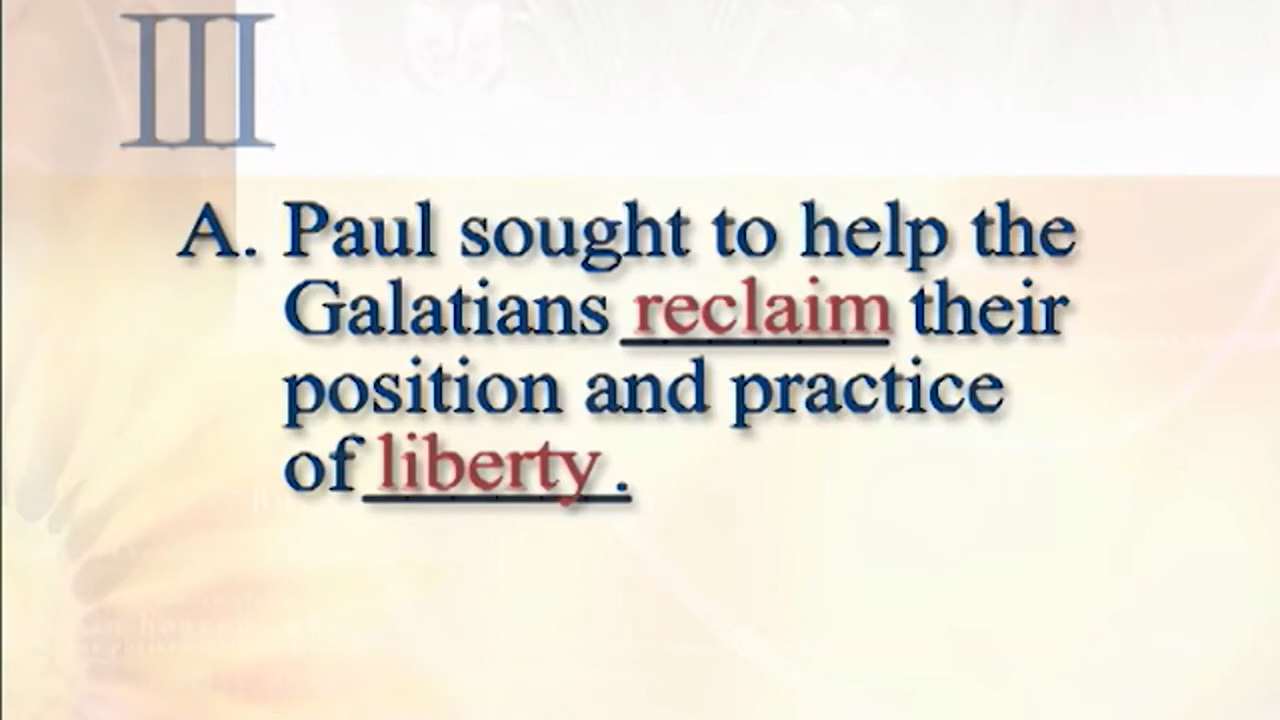 III
A. Paul sought to help the
Galatians reclaim their
position and practice
of liberty.